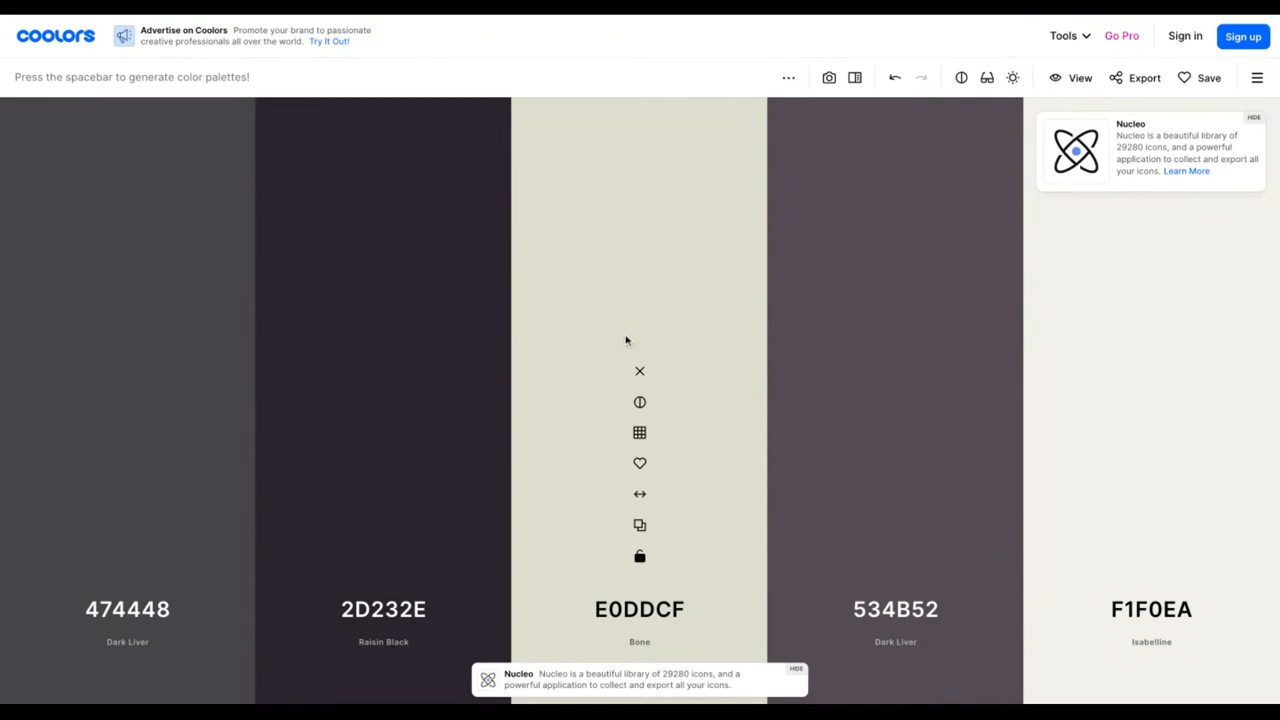 coolors
Advertise on Coolors Promote your brand to passionate
creative professionals all over the world. Try It Out!
Tools
Go Pro
Sign in
Sign up
Press the spacebar to generate color palettes!
View
Export
Save
HIDE
Nucleo
Nucleo is a beautiful library of
29280 icons, and a powerful
application to collect and export all
your icons. Learn More
474448
2D232E
E0DDCF
534B52
F1F0EA
Dark Liver
Raisin Black
Bone
Dark Liver
Isabelline
HIDE
Nucleo Nucleo is a beautiful library of 29280 icons, and a
powerful application to collect and export all your icons.